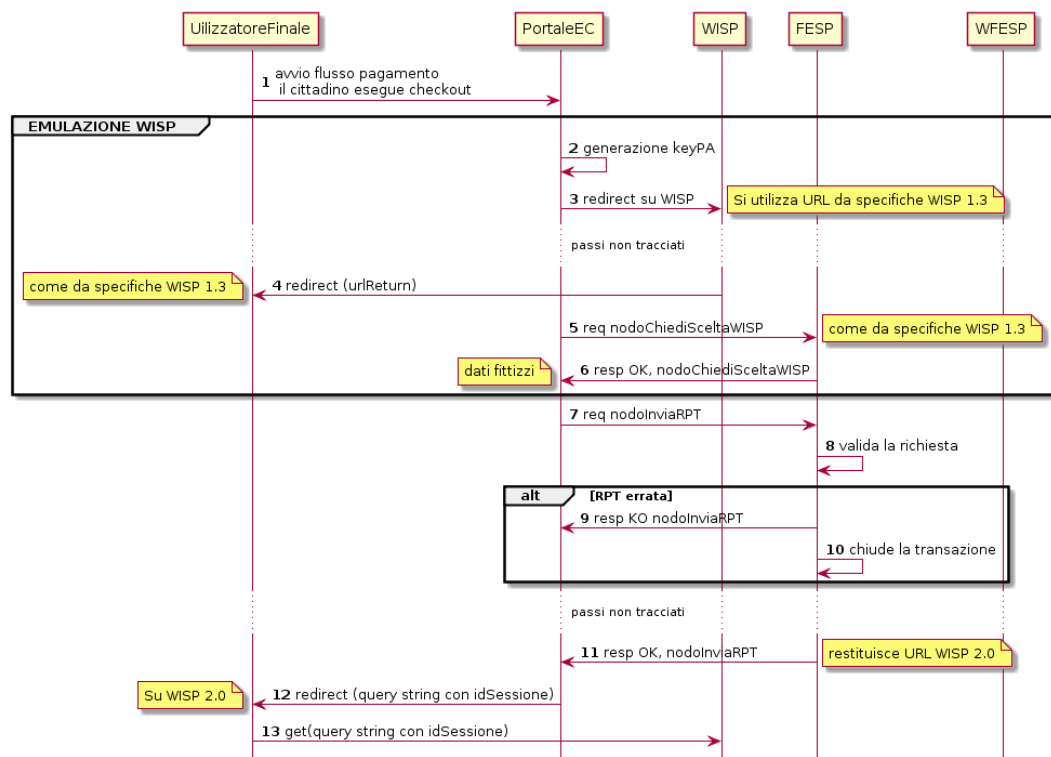 UilizzatoreFinale PortaleEC WISP FESP WFESP
1 avvio flusso pagamento
il cittadino esegue checkout
EMULAZIONE WISP
2 generazione keyPA
3 redirect su WISP Si utilizza URL da specifiche WISP 1.3
passi non tracciati
come da specifiche WISP 1.3 4 redirect (urlReturn)
5 req nodoChiediSceltaWISP come da specifiche WISP 1.3
dati fittizzi 6 resp OK, nodoChiediSceltaWISP
7 req nodoInviaRPT
8 valida la richiesta
alt [RPT errata]
9 resp KO nodoInviaRPT
10 chiude la transazione
passi non tracciati
11 resp OK, nodoInviaRPT restituisce URL WISP 2.0
Su WISP 2.0 12 redirect (query string con idSessione)
13 get(query string con idSessione)